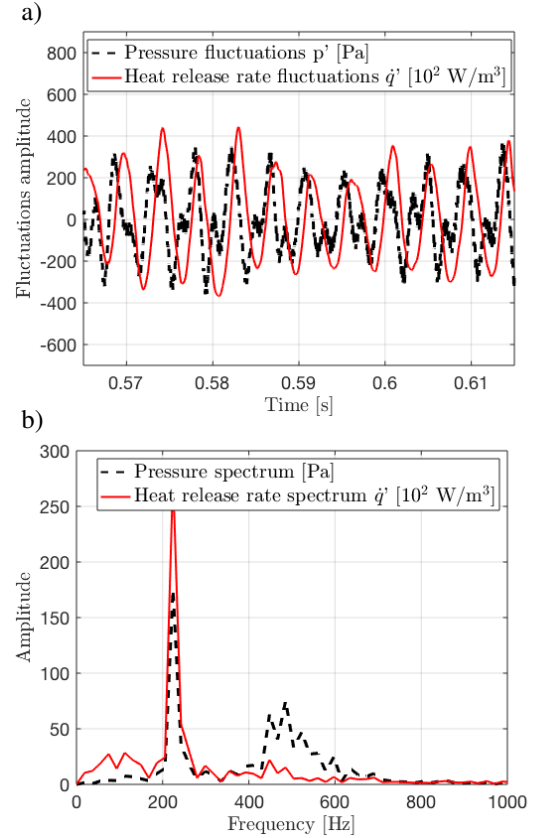 a)
800
Pressure fluctuations p' [Pa]
Heat release rate fluctuations q̇' [10² W/m³]
600
400
200
0
-200
-400
-600
Fluctuations amplitude
0.57
0.58
0.59
0.6
0.61
Time [s]
b)
300
Pressure spectrum [Pa]
Heat release rate spectrum q̇' [10² W/m³]
250
200
150
100
50
0
Amplitude
0
200
400
600
800
1000
Frequency [Hz]